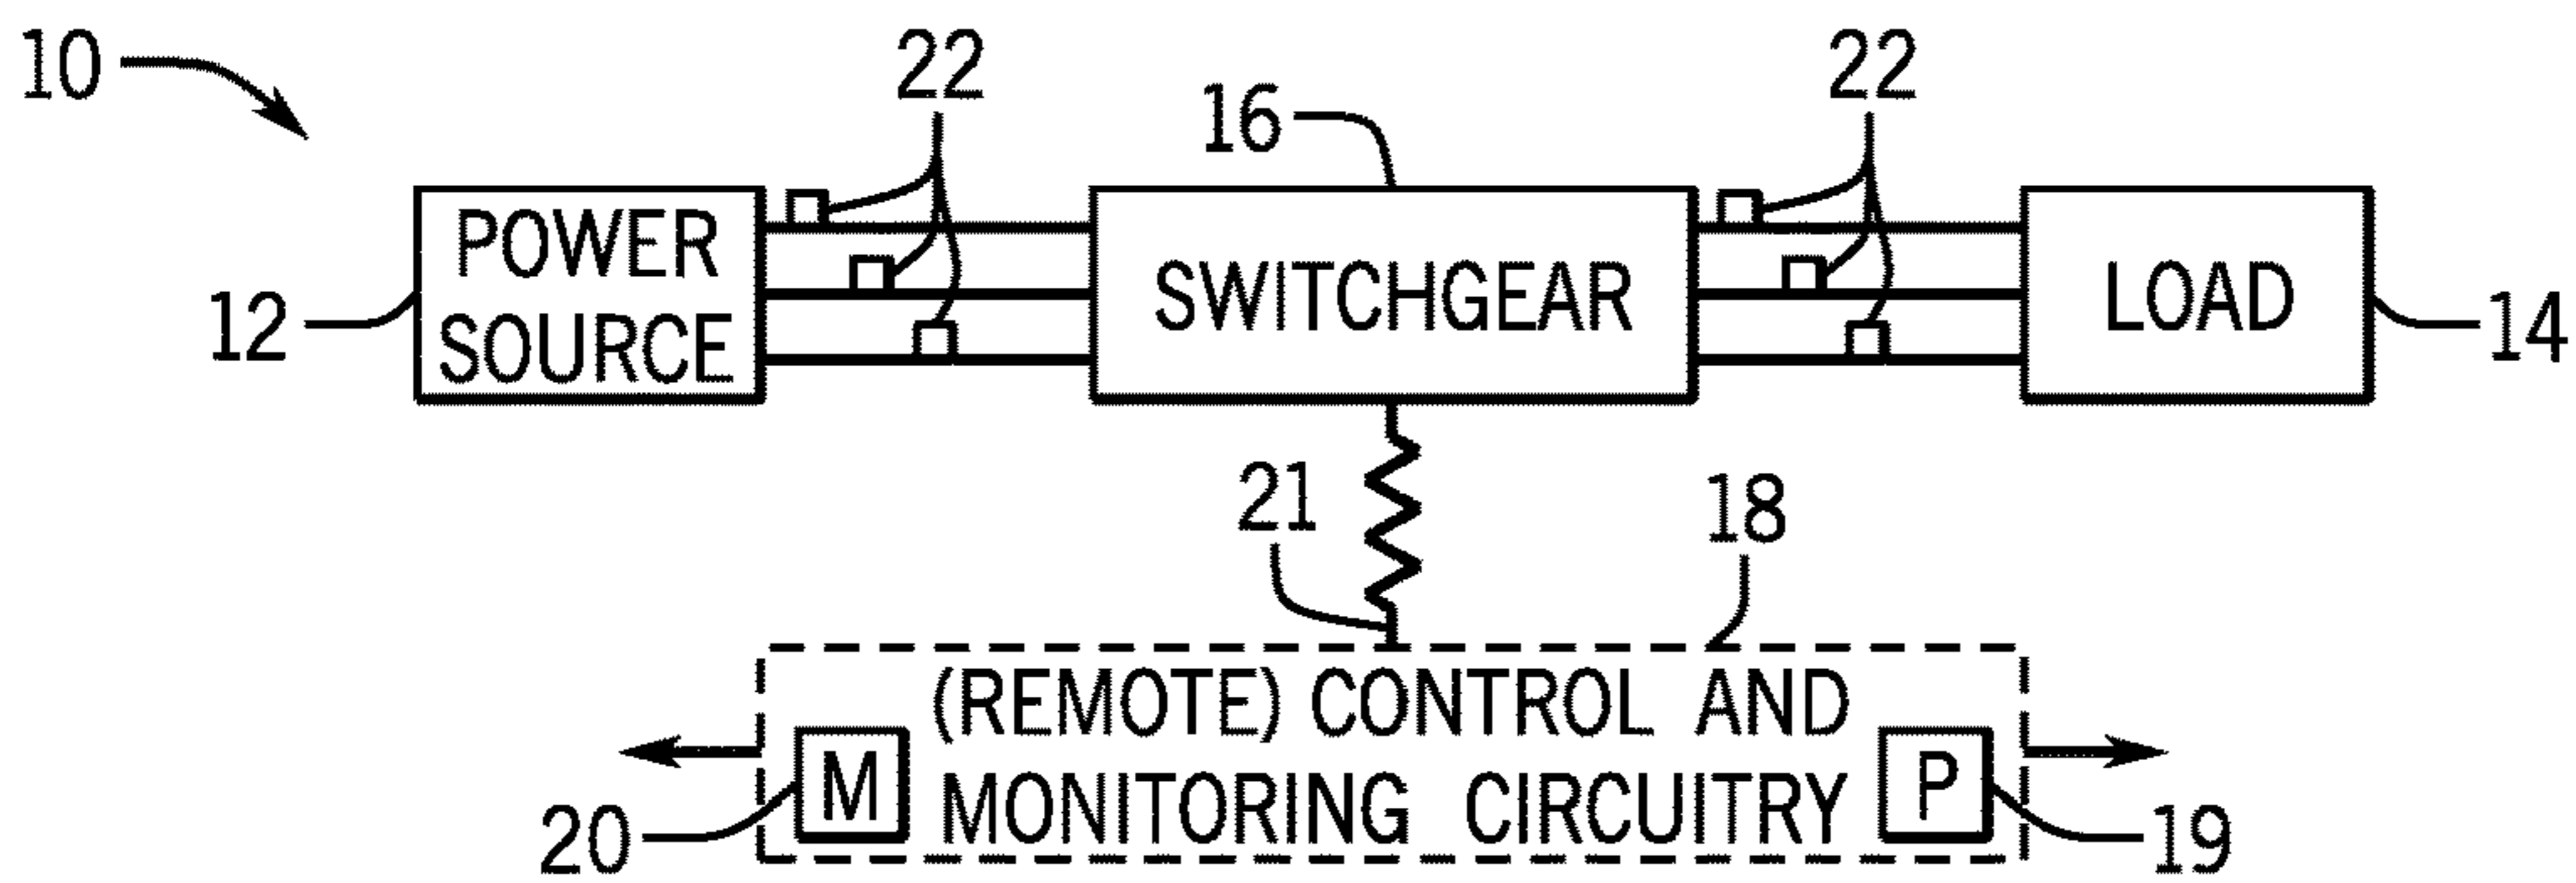 10
22
22
16
POWER
SOURCE
SWITCHGEAR
LOAD
12
14
21
18
(REMOTE) CONTROL AND
MONITORING CIRCUITRY
M
P
20
19